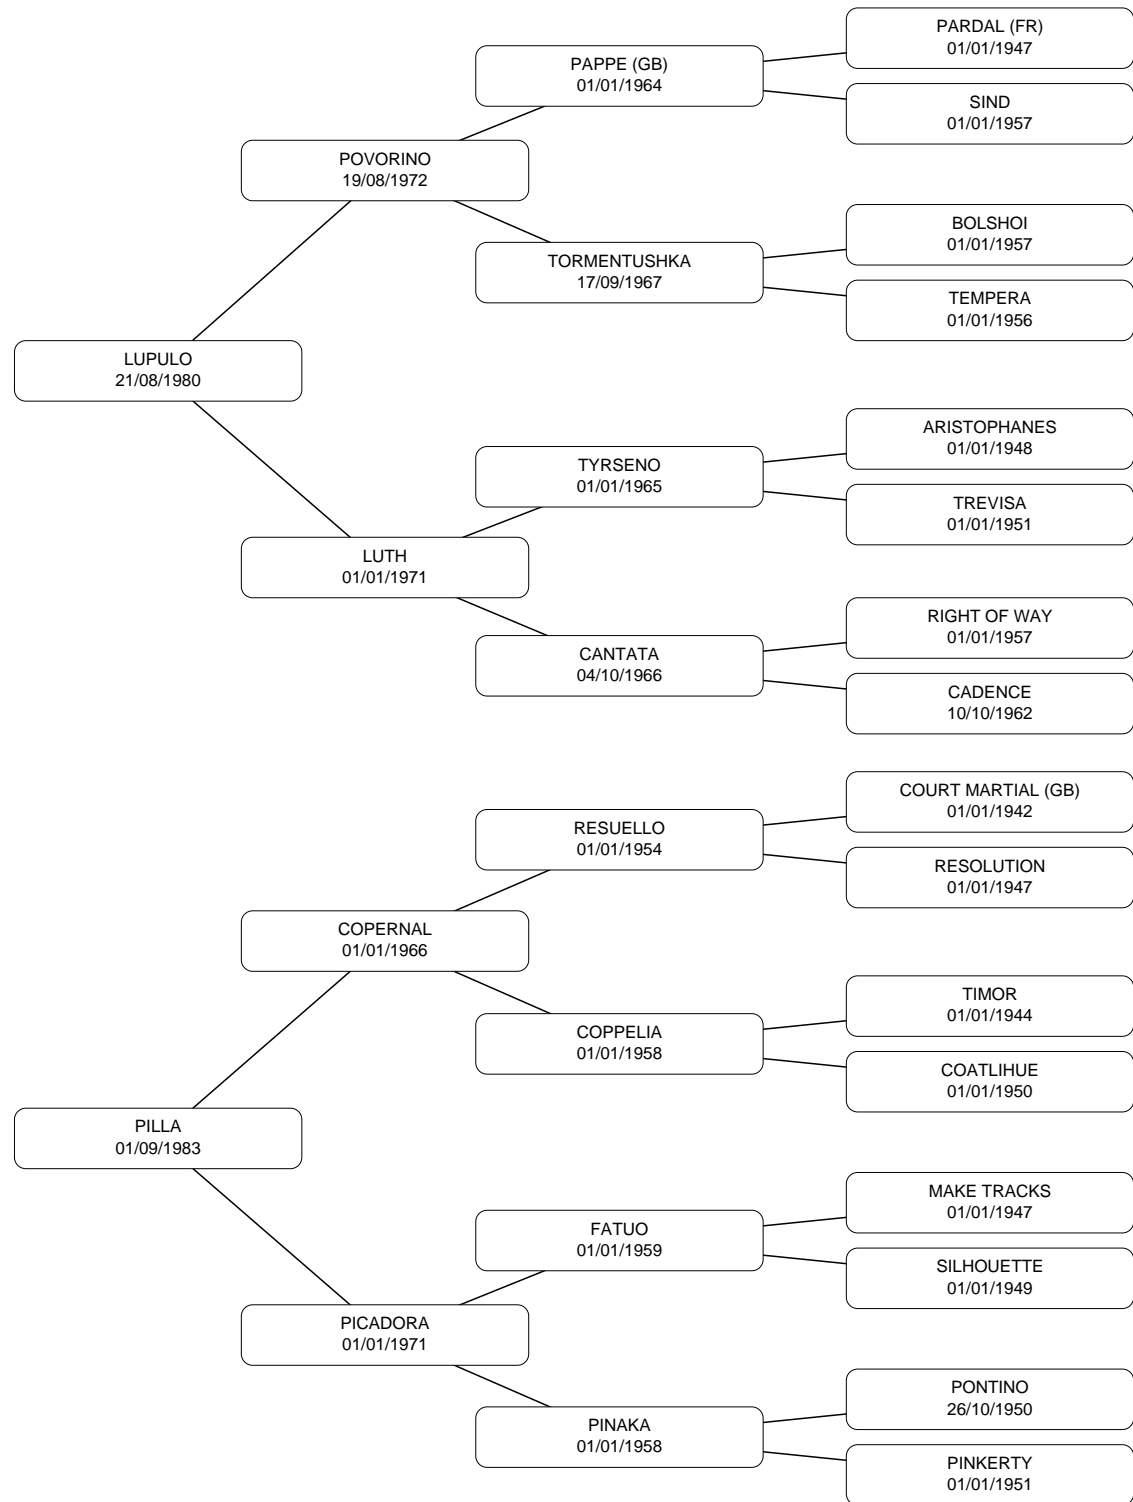 PARDAL (FR)
01/01/1947
PAPPE (GB)
01/01/1964
SIND
01/01/1957
POVORINO
19/08/1972
BOLSHOI
01/01/1957
TORMENTUSHKA
17/09/1967
TEMPERA
01/01/1956
LUPULO
21/08/1980
ARISTOPHANES
01/01/1948
TYRSENO
01/01/1965
TREVISA
01/01/1951
LUTH
01/01/1971
RIGHT OF WAY
01/01/1957
CANTATA
04/10/1966
CADENCE
10/10/1962
COURT MARTIAL (GB)
01/01/1942
RESUELLO
01/01/1954
RESOLUTION
01/01/1947
COPERNAL
01/01/1966
TIMOR
01/01/1944
COPPELIA
01/01/1958
COATLIHUE
01/01/1950
PILLA
01/09/1983
MAKE TRACKS
01/01/1947
FATUO
01/01/1959
SILHOUETTE
01/01/1949
PICADORA
01/01/1971
PONTINO
26/10/1950
PINAKA
01/01/1958
PINKERTY
01/01/1951